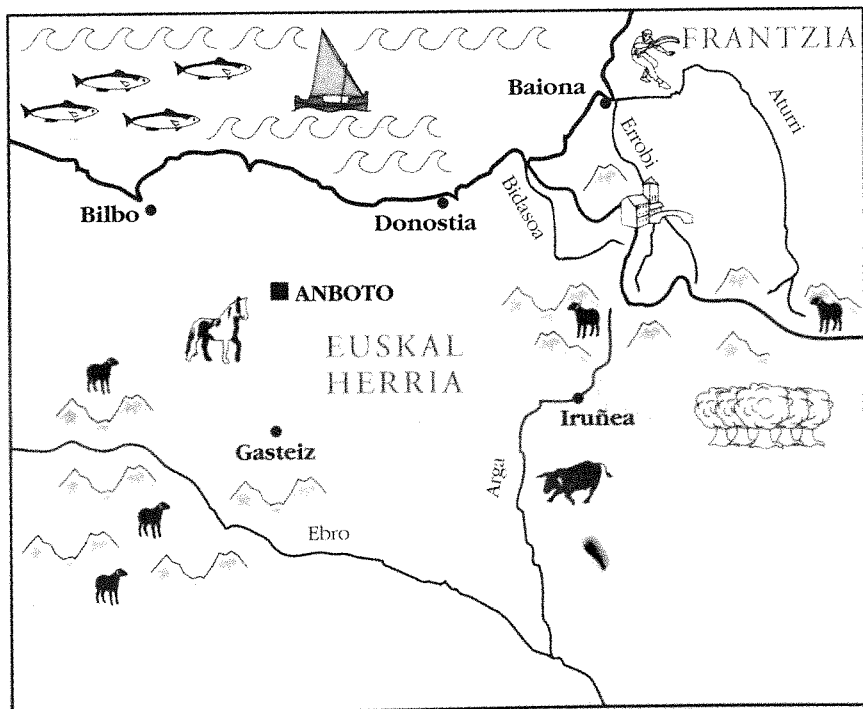 FRANTZIA
Baiona
Aturri
Errobi
Bidasoa
Bilbo
Donostia
ANBOTO
EUSKAL
HERRIA
Iruñea
Gasteiz
Arga
Ebro